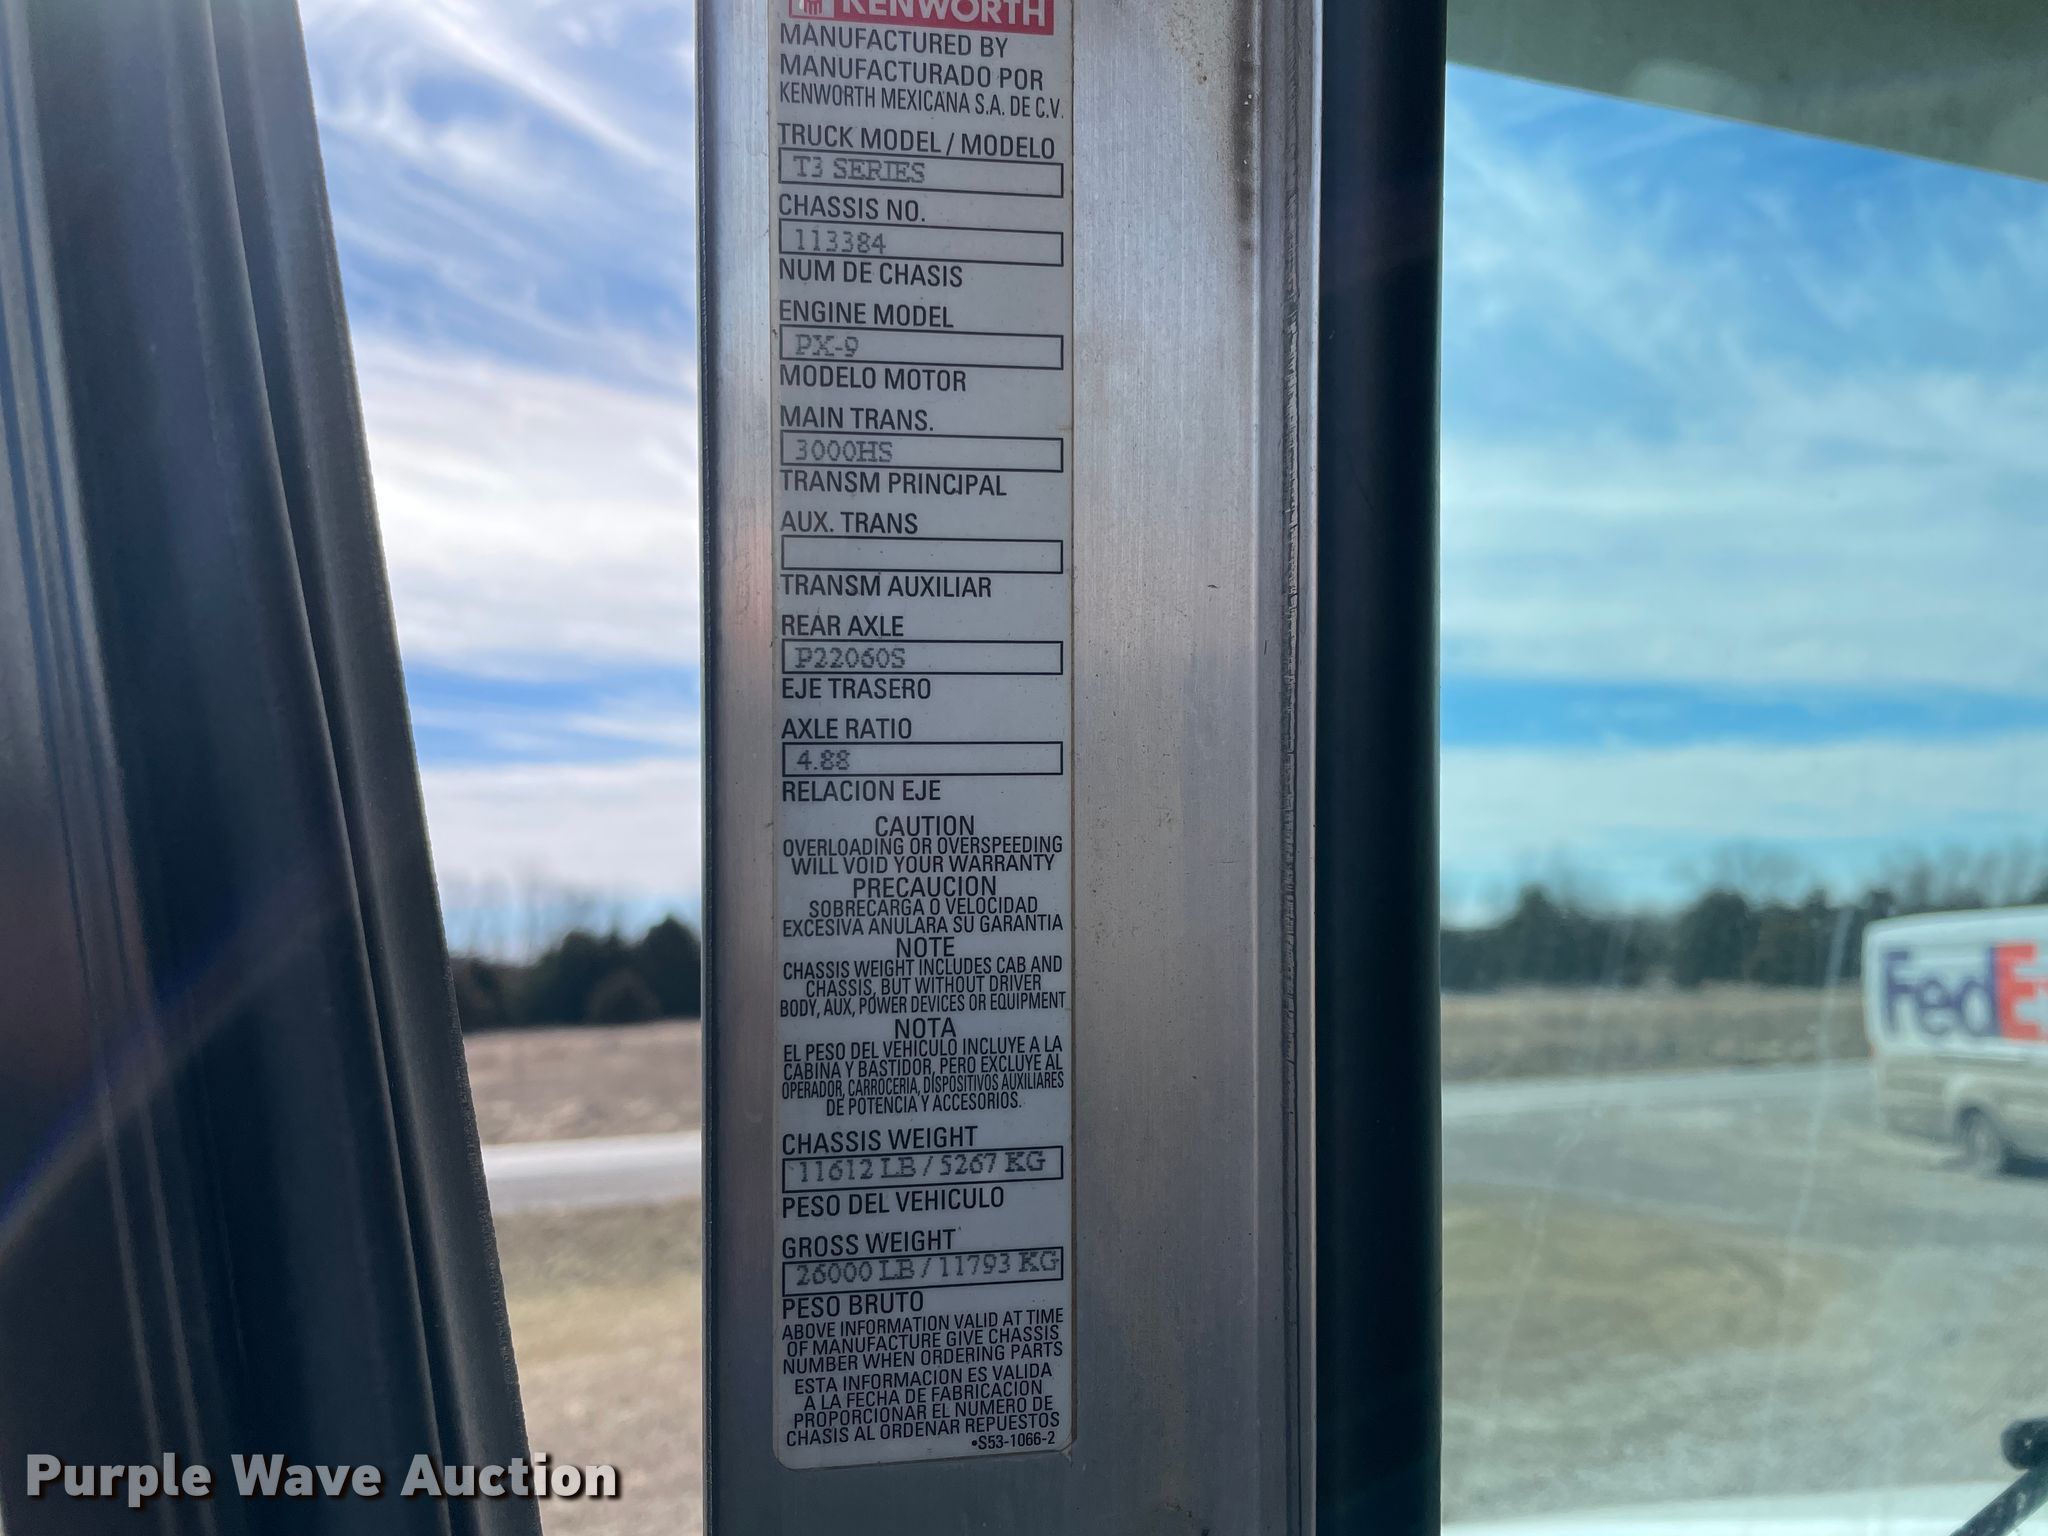 KENWORTH
MANUFACTURED BY
MANUFACTURADO POR
KENWORTH MEXICANA S.A. DE C.V.
TRUCK MODEL / MODELO
T3 SERIES
CHASSIS NO.
113384
NUM DE CHASIS
ENGINE MODEL
PX-9
MODELO MOTOR
MAIN TRANS.
3000HS
TRANSM PRINCIPAL
AUX. TRANS
TRANSM AUXILIAR
REAR AXLE
P22060S
EJE TRASERO
AXLE RATIO
4.88
RELACION EJE
CAUTION
OVERLOADING OR OVERSPEEDING
WILL VOID YOUR WARRANTY
PRECAUCION
SOBRECARGA O VELOCIDAD
EXCESIVA ANULARA SU GARANTIA
NOTE
CHASSIS WEIGHT INCLUDES CAB AND
CHASSIS, BUT WITHOUT DRIVER
BODY, AUX, POWER DEVICES OR EQUIPMENT
NOTA
EL PESO DEL VEHICULO INCLUYE A LA
CABINA Y BASTIDOR, PERO EXCLUYE AL
OPERADOR, CARROCERIA, DISPOSITIVOS AUXILIARES
DE POTENCIA Y ACCESORIOS.
CHASSIS WEIGHT
11612 LB / 5267 KG
PESO DEL VEHICULO
GROSS WEIGHT
26000 LB / 11793 KG
PESO BRUTO
ABOVE INFORMATION VALID AT TIME
OF MANUFACTURE GIVE CHASSIS
NUMBER WHEN ORDERING PARTS
ESTA INFORMACION ES VALIDA
A LA FECHA DE FABRICACION
PROPORCIONAR EL NUMERO DE
CHASIS AL ORDENAR REPUESTOS
•S53-1066-2
FedEx
Purple Wave Auction